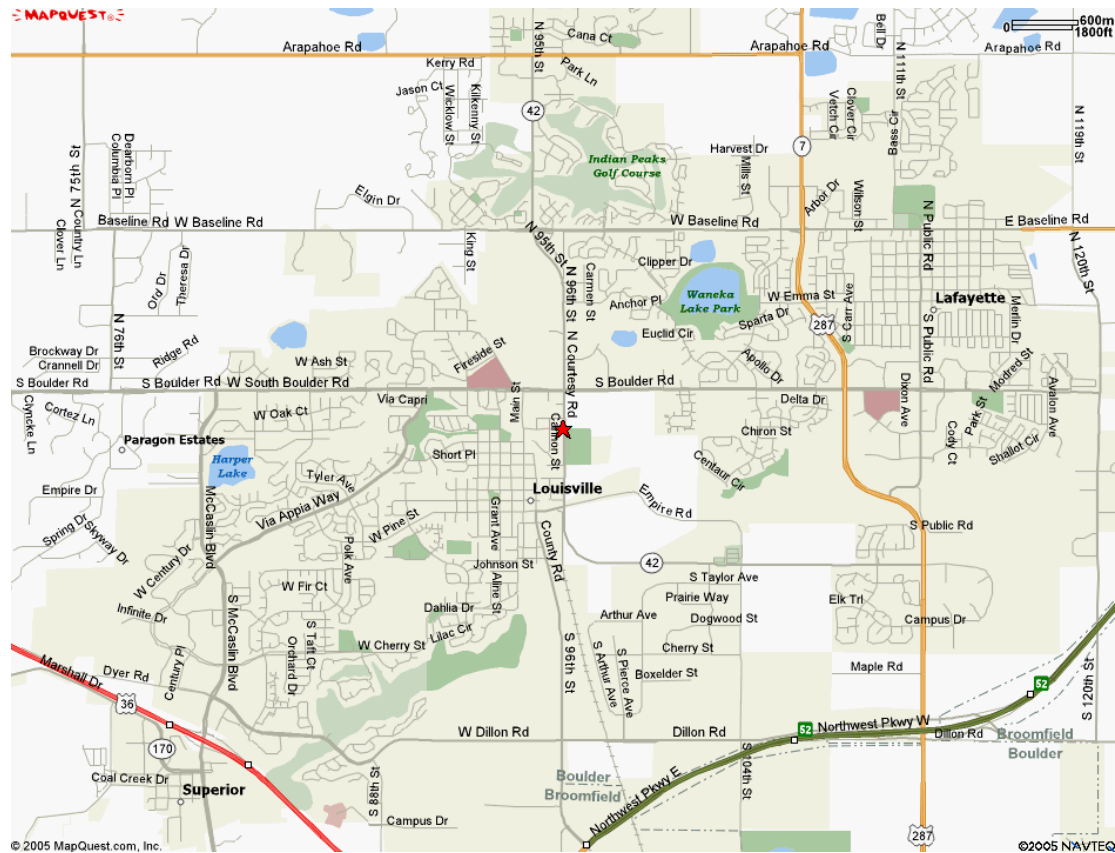 MAPQUEST®
600m
1800ft
Cana Ct
Bell Dr
N 95th St
Arapahoe Rd
Arapahoe Rd
Arapahoe Rd
Kerry Rd
Park Ln
N 111th St
Jason Ct
Kilkenny St
Wicklow St
42
Clover Cir
Vetch Cir
Bass Cir
N 119th St
Dearborn Pl
Columbia Pl
N 75th St
Indian Peaks
Golf Course
Harvest Dr
7
Mills St
Elgin Dr
Arbor Dr
Wilson St
N Public Rd
Baseline Rd
W Baseline Rd
W Baseline Rd
E Baseline Rd
Country Ln
Clover Ln
N 95th St
King St
Clipper Dr
N 120th St
Theresa Dr
Ord Dr
N 96th St
Carmen St
Anchor Pl
Waneka
Lake Park
W Emma St
Lafayette
N 76th St
Sparta Dr
287
S Carr Ave
S Public Rd
Merlin Dr
Euclid Cir
Ridge Rd
Brockway Dr
Crannell Dr
W Ash St
Fireside St
N Courtesy Rd
Apollo Dr
Modred St
S Boulder Rd
S Boulder Rd
W South Boulder Rd
S Boulder Rd
Via Capri
Main St
Delta Dr
Dixon Ave
Avalon Ave
Clyncke Ln
Cortez Ln
W Oak Ct
Cannon St
Chiron St
Park St
Paragon Estates
Cody Ct
Shallot Cir
Harper
Lake
Short Pl
Centaur Cir
Tyler Ave
Empire Dr
McCaslin Blvd
Via Appia Way
Louisville
Empire Rd
Spring Dr
Skyway Dr
W Pine St
Grant Ave
S Public Rd
County Rd
Polk Ave
W Century Dr
Johnson St
42
S Taylor Ave
W Fir Ct
Aline St
Prairie Way
Elk Trl
Infinite Dr
S McCaslin Blvd
Dahlia Dr
Arthur Ave
Dogwood St
Campus Dr
S Taft Ct
Lilac Cir
W Cherry St
Cherry St
Orchard Dr
S 96th St
S Arthur Ave
S Pierce Ave
Boxelder St
Maple Rd
Marshall Dr
Dyer Rd
Century Pl
S 120th St
52
36
W Dillon Rd
Dillon Rd
52
Northwest Pkwy W
Dillon Rd
Broomfield
Boulder
170
S 104th St
Coal Creek Dr
Superior
S 88th St
Boulder
Broomfield
Northwest Pkwy E
Campus Dr
287
© 2005 MapQuest.com, Inc.
©2005 NAVTEQ